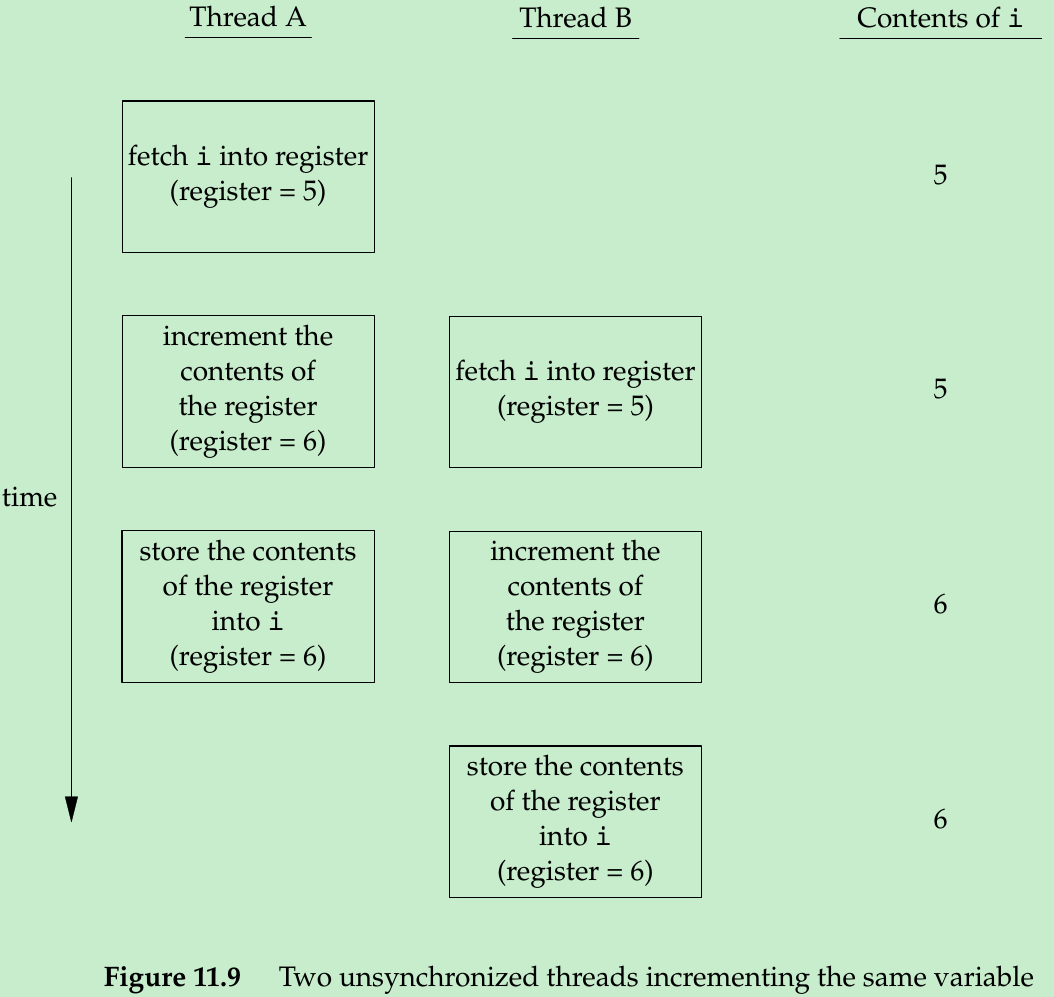 Thread A
Thread B
Contents of i
fetch i into register
(register = 5)
5
increment the
contents of
the register
(register = 6)
fetch i into register
(register = 5)
5
time
store the contents
of the register
into i
(register = 6)
increment the
contents of
the register
(register = 6)
6
store the contents
of the register
into i
(register = 6)
6
Figure 11.9 Two unsynchronized threads incrementing the same variable